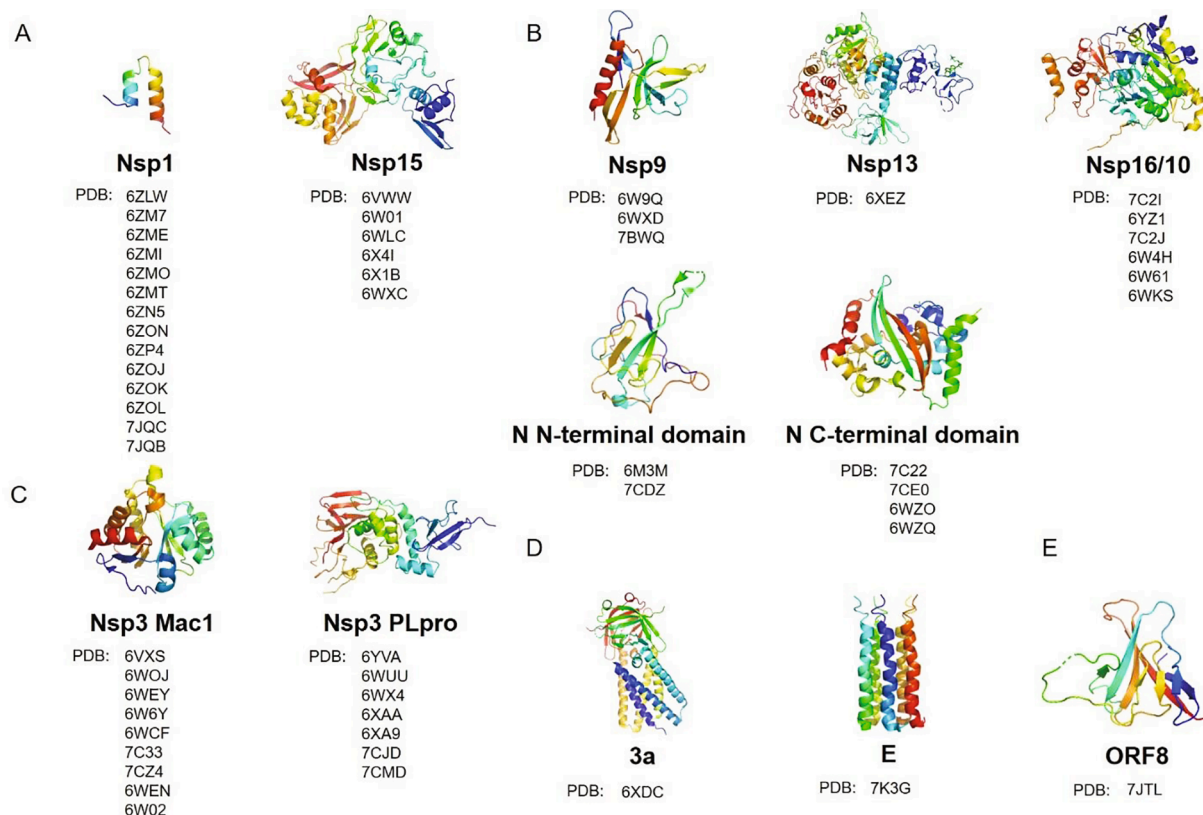 A
Nsp1
PDB: 6ZLW
6ZM7
6ZME
6ZMI
6ZMO
6ZMT
6ZN5
6ZON
6ZP4
6ZOJ
6ZOK
6ZOL
7JQC
7JQB
Nsp15
PDB: 6VWW
6W01
6WLC
6X4I
6X1B
6WXC
B
Nsp9
PDB: 6W9Q
6WXD
7BWQ
Nsp13
PDB: 6XEZ
Nsp16/10
PDB: 7C2I
6YZ1
7C2J
6W4H
6W61
6WKS
N N-terminal domain
PDB: 6M3M
7CDZ
N C-terminal domain
PDB: 7C22
7CE0
6WZO
6WZQ
C
Nsp3 Mac1
PDB: 6VXS
6WOJ
6WEY
6W6Y
6WCF
7C33
7CZ4
6WEN
6W02
Nsp3 PLpro
PDB: 6YVA
6WUU
6WX4
6XAA
6XA9
7CJD
7CMD
D
3a
PDB: 6XDC
E
PDB: 7K3G
E
ORF8
PDB: 7JTL